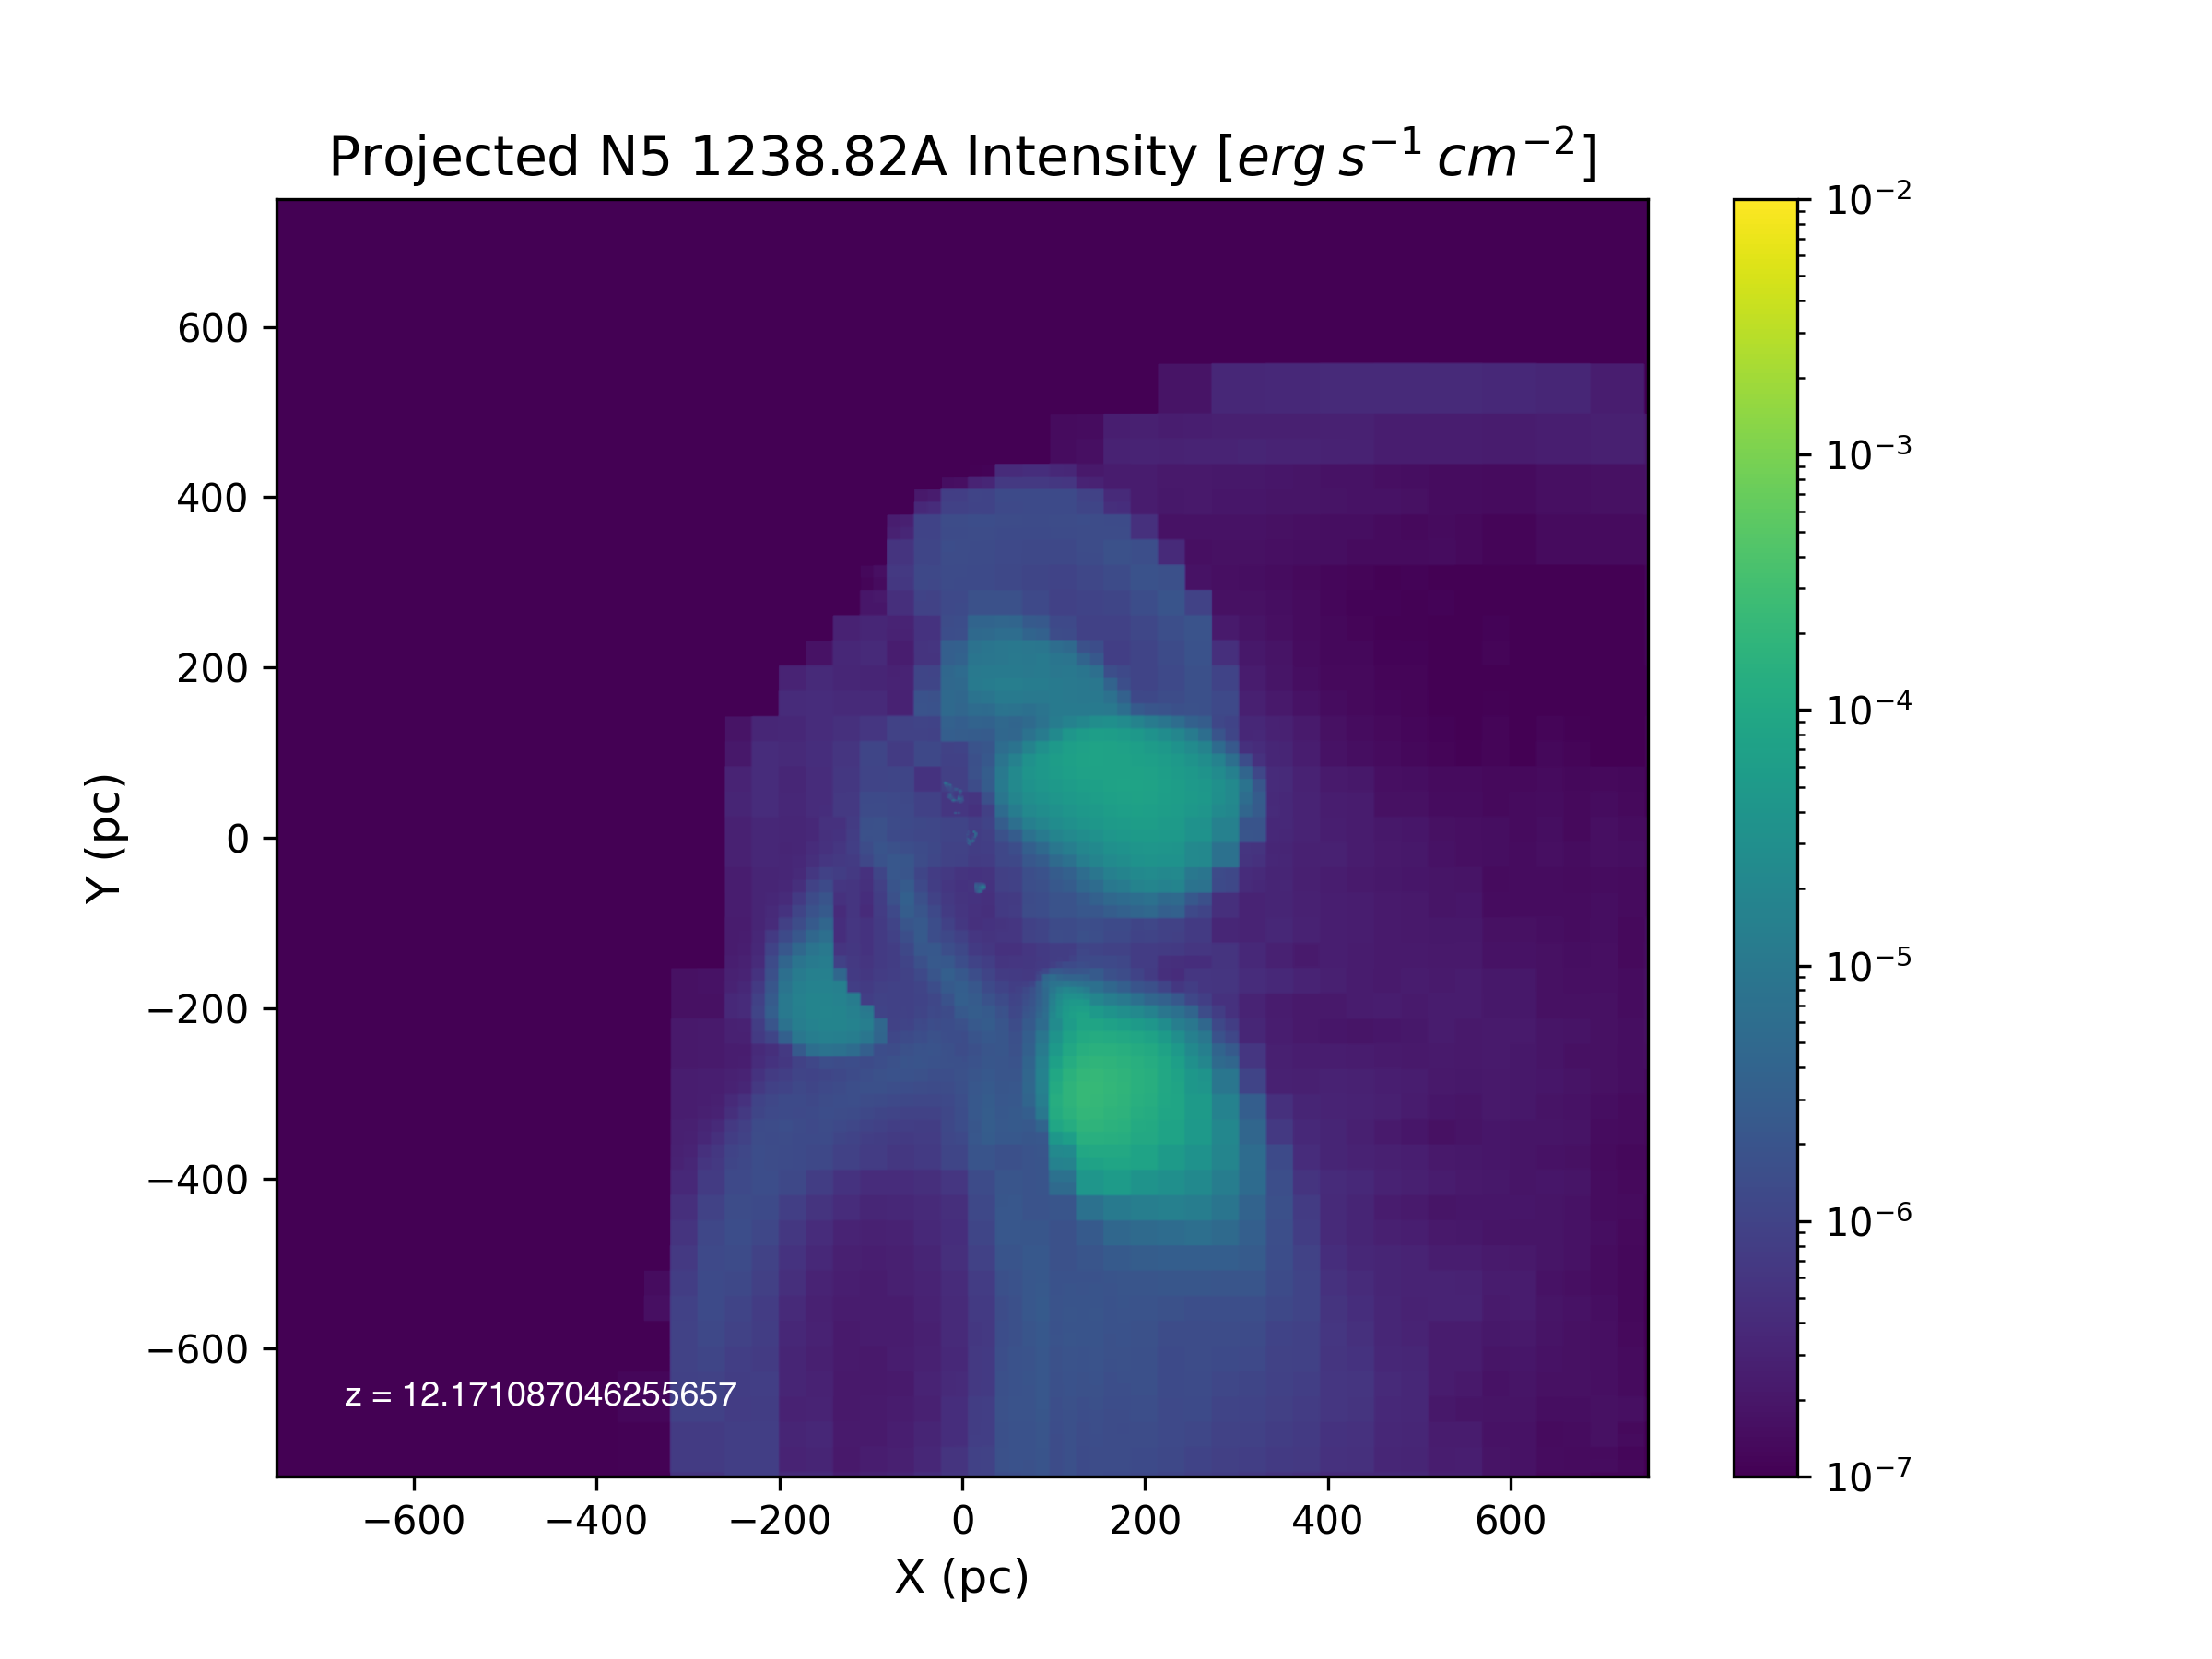 Projected N5 1238.82A Intensity [erg s⁻¹ cm⁻²]
10⁻²
10⁻³
10⁻⁴
10⁻⁵
10⁻⁶
10⁻⁷
Y (pc)
600
400
200
0
−200
−400
−600
z = 12.171087046255657
−600 −400 −200 0 200 400 600
X (pc)